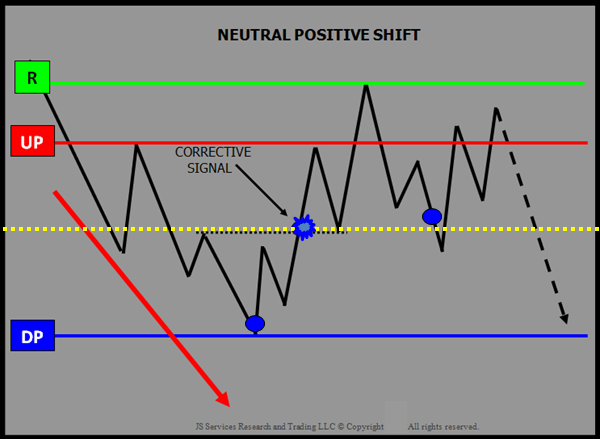 NEUTRAL POSITIVE SHIFT
R
UP
CORRECTIVE
SIGNAL
DP
JS Services Research and Trading LLC © Copyright All rights reserved.